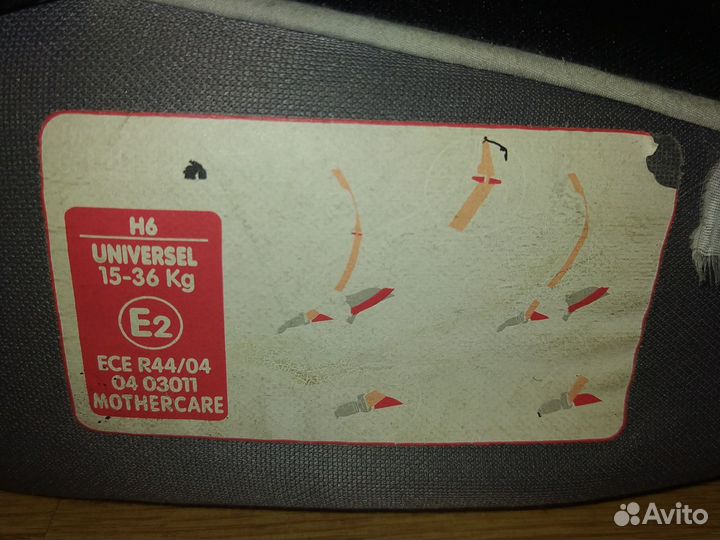 H6
UNIVERSEL
15-36 Kg
E2
ECE R44/04
04 03011
MOTHERCARE
Avito